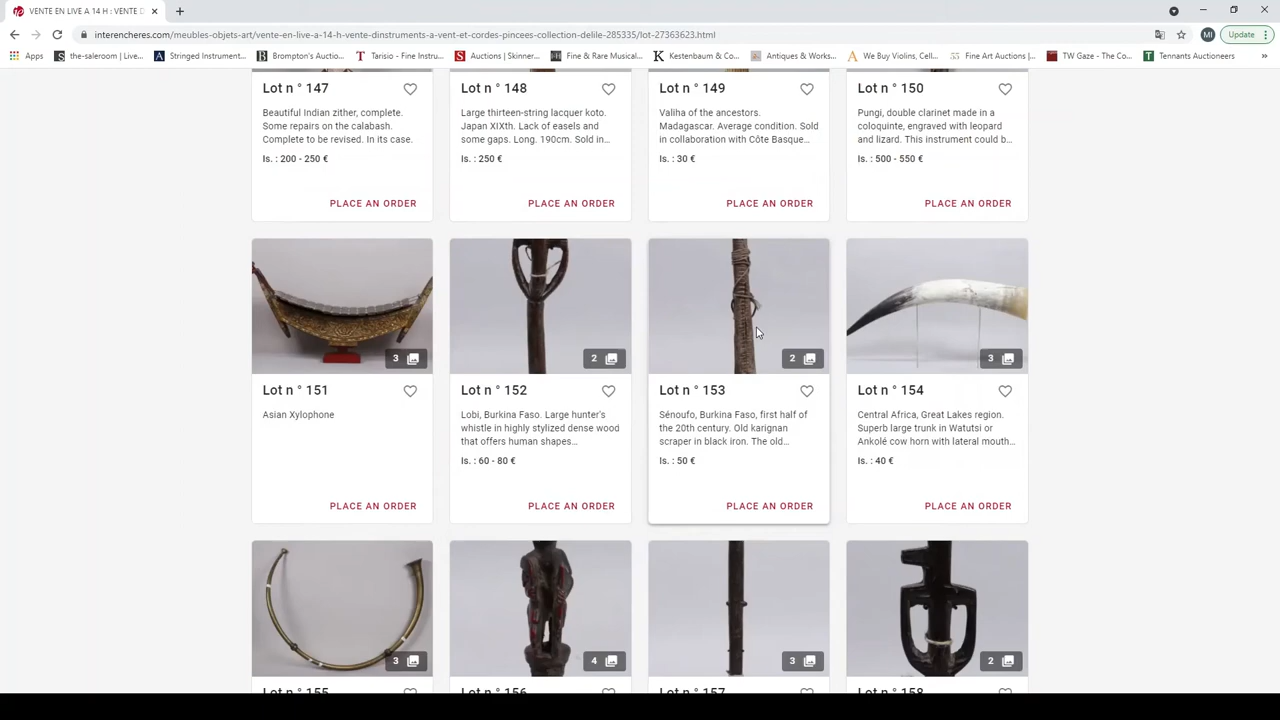 VENTE EN LIVE A 14 H : VENTE D
interencheres.com/meubles-objets-art/vente-en-live-a-14-h-vente-dinstruments-a-vent-et-cordes-pincees-collection-delile-285335/lot-27363623.html
MI
Update
Apps
the-saleroom | Live...
Stringed Instrument...
Brompton's Auctio...
Tarisio - Fine Instru...
Auctions | Skinner...
Fine & Rare Musical...
Kestenbaum & Co...
Antiques & Works...
We Buy Violins, Cell...
Fine Art Auctions |...
TW Gaze - The Co...
Tennants Auctioneers
Lot n ° 147
Beautiful Indian zither, complete.
Some repairs on the calabash.
Complete to be revised. In its case.
Is. : 200 - 250 €
PLACE AN ORDER
Lot n ° 148
Large thirteen-string lacquer koto.
Japan XIXth. Lack of easels and
some gaps. Long. 190cm. Sold in...
Is. : 250 €
PLACE AN ORDER
Lot n ° 149
Valiha of the ancestors.
Madagascar. Average condition. Sold
in collaboration with Côte Basque...
Is. : 30 €
PLACE AN ORDER
Lot n ° 150
Pungi, double clarinet made in a
coloquinte, engraved with leopard
and lizard. This instrument could b...
Is. : 500 - 550 €
PLACE AN ORDER
3
Lot n ° 151
Asian Xylophone
PLACE AN ORDER
2
Lot n ° 152
Lobi, Burkina Faso. Large hunter's
whistle in highly stylized dense wood
that offers human shapes...
Is. : 60 - 80 €
PLACE AN ORDER
2
Lot n ° 153
Sénoufo, Burkina Faso, first half of
the 20th century. Old karignan
scraper in black iron. The old...
Is. : 50 €
PLACE AN ORDER
3
Lot n ° 154
Central Africa, Great Lakes region.
Superb large trunk in Watutsi or
Ankolé cow horn with lateral mouth...
Is. : 40 €
PLACE AN ORDER
3
Lot n ° 155
4
Lot n ° 156
3
Lot n ° 157
2
Lot n ° 158